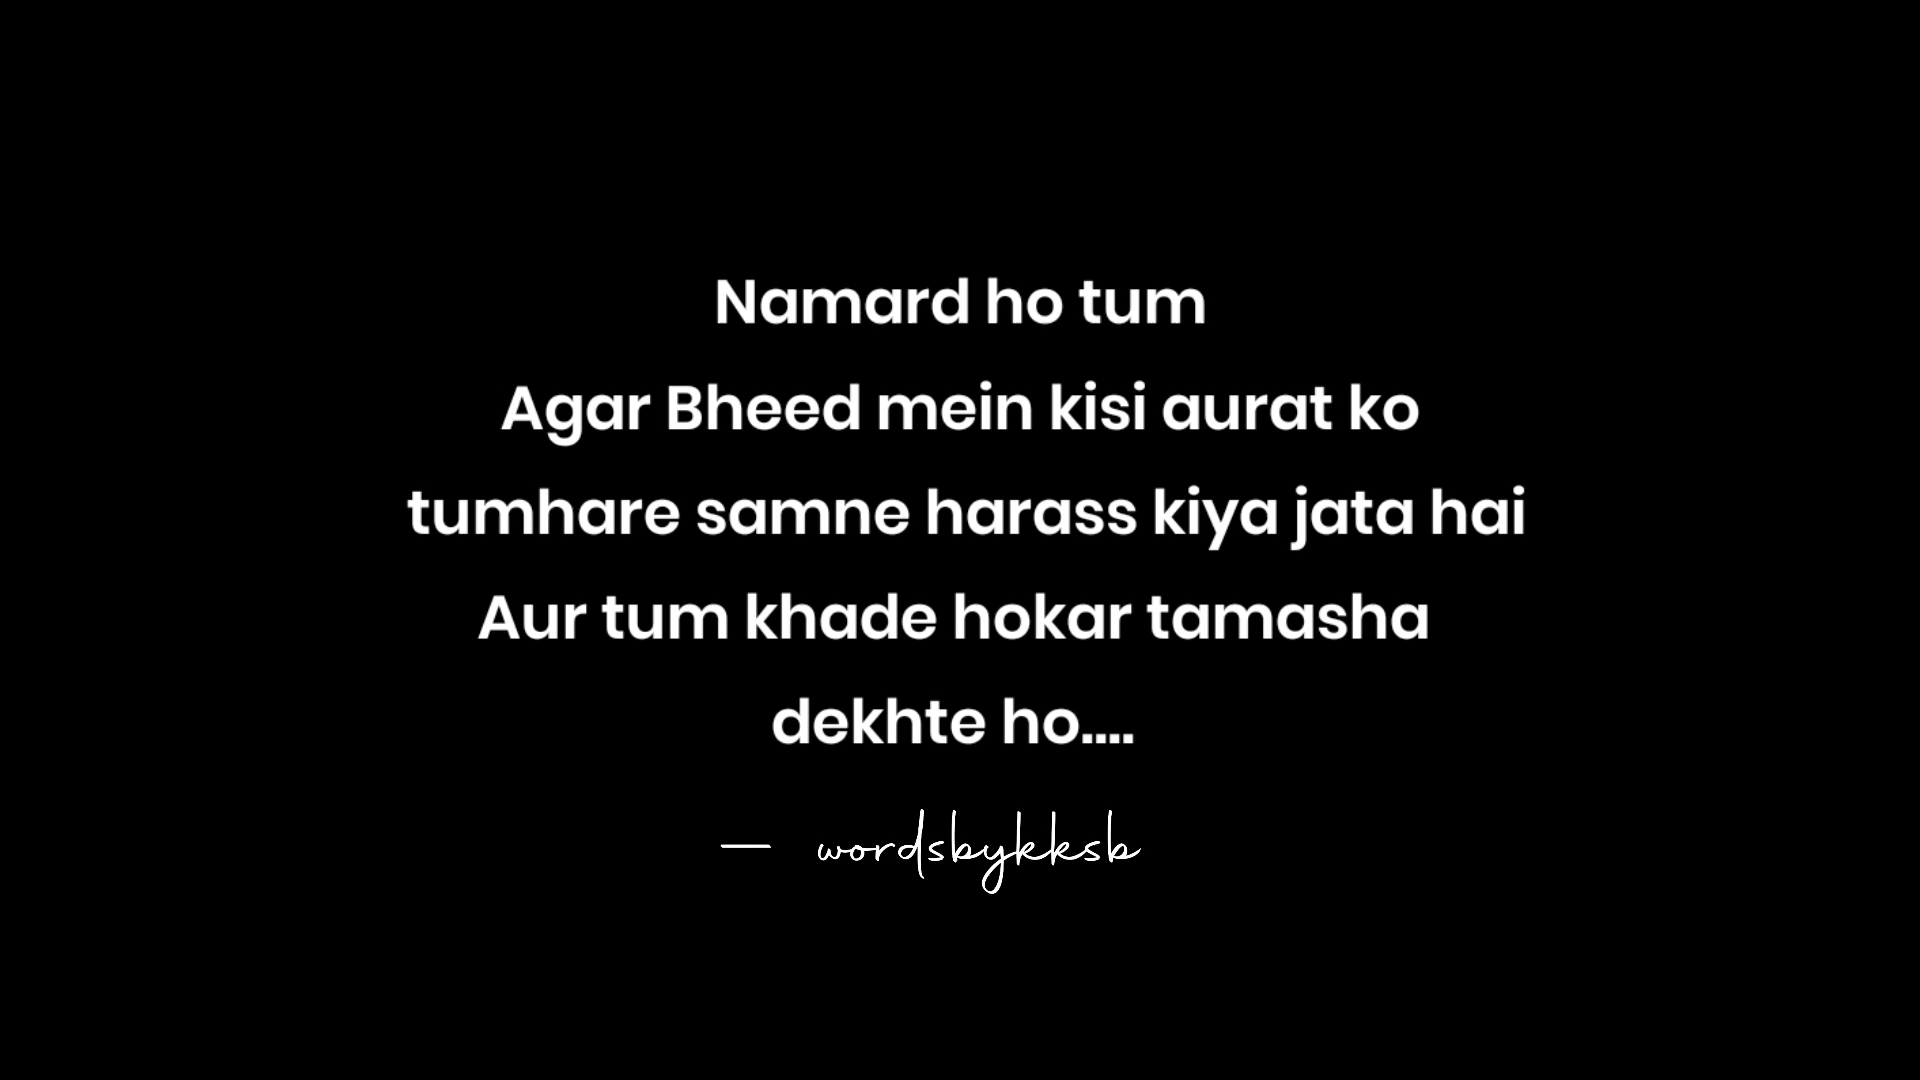 Namard ho tum
Agar Bheed mein kisi aurat ko
tumhare samne harass kiya jata hai
Aur tum khade hokar tamasha
dekhte ho....
— wordsbykksb